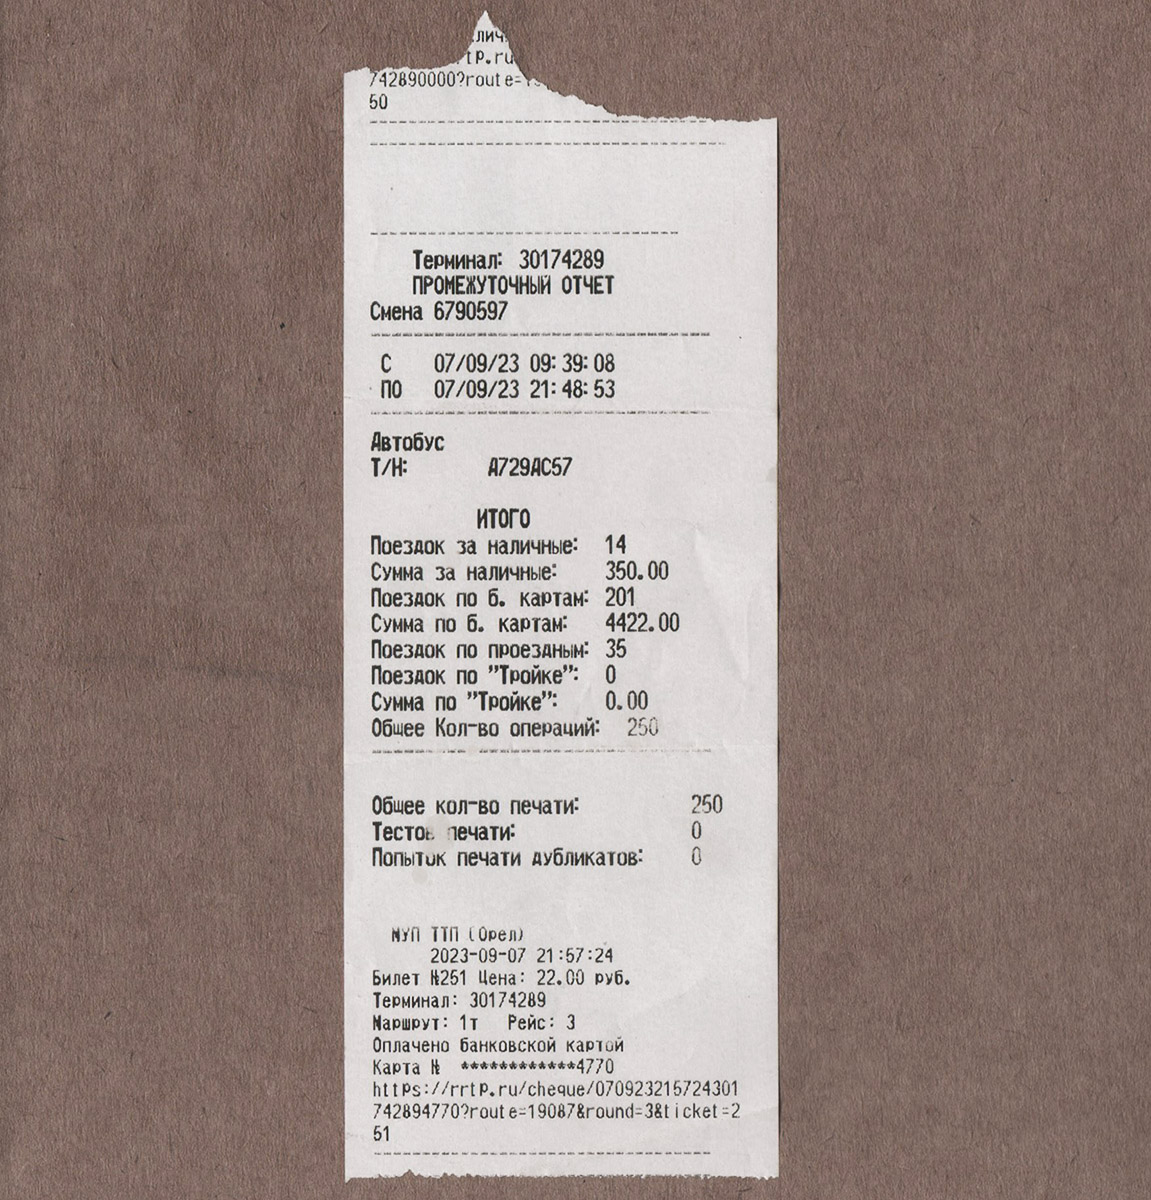 742890000?route=
50
Терминал: 30174289
ПРОМЕЖУТОЧНЫЙ ОТЧЕТ
Смена 6790597
С 07/09/23 09:39:08
ПО 07/09/23 21:48:53
Автобус
Т/Н: А729АС57
ИТОГО
Поездок за наличные: 14
Сумма за наличные: 350.00
Поездок по б. картам: 201
Сумма по б. картам: 4422.00
Поездок по проездным: 35
Поездок по "Тройке": 0
Сумма по "Тройке": 0.00
Общее Кол-во операций: 250
Общее кол-во печати: 250
Тестов печати: 0
Попыток печати дубликатов: 0
МУП ТТП (Орел)
2023-09-07 21:57:24
Билет №251 Цена: 22.00 руб.
Терминал: 30174289
Маршрут: 1т Рейс: 3
Оплачено банковской картой
Карта № ************4770
https://rrtp.ru/cheque/070923215724301
742894770?route=19087&round=3&ticket=2
51